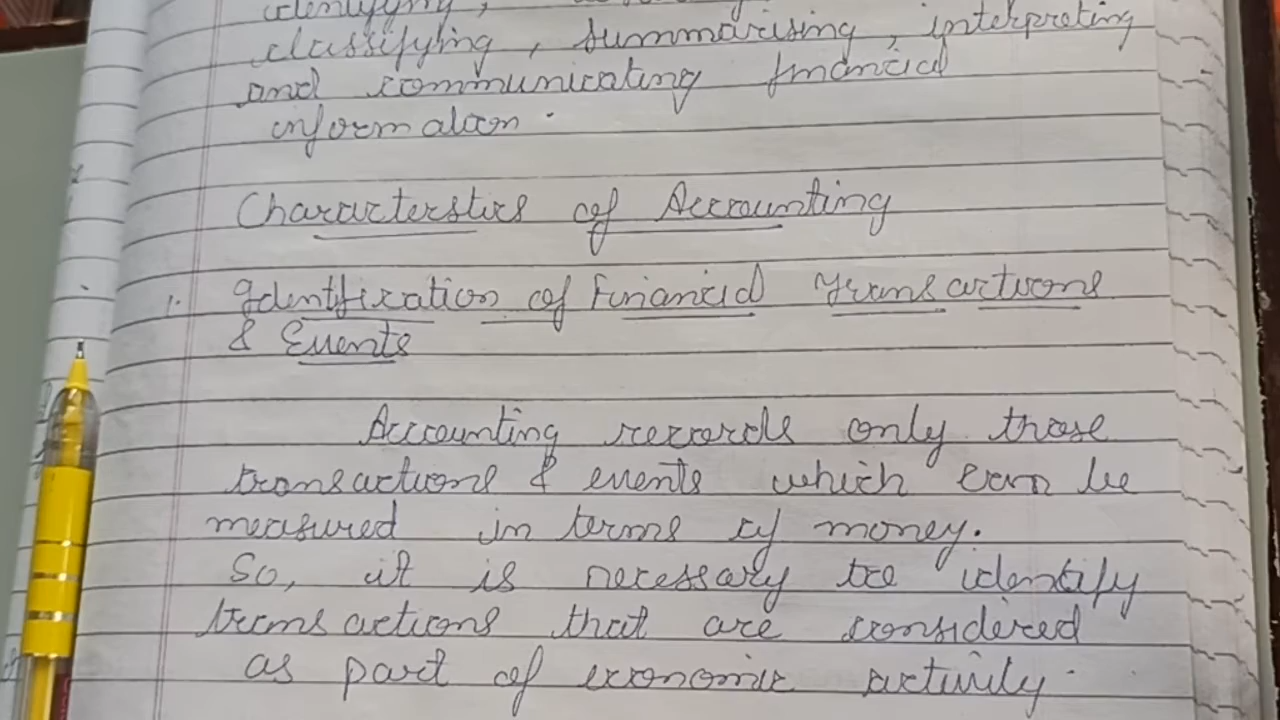 identifying,
classifying, summarising, interpreting
and communicating financial
information.
Characterstics of Accounting
1. Identification of Financial Transactions
& Events
Accounting records only those
transactions & events which can be
measured in terms of money.
So, it is necessary to identify
transactions that are considered
as part of economic activity.